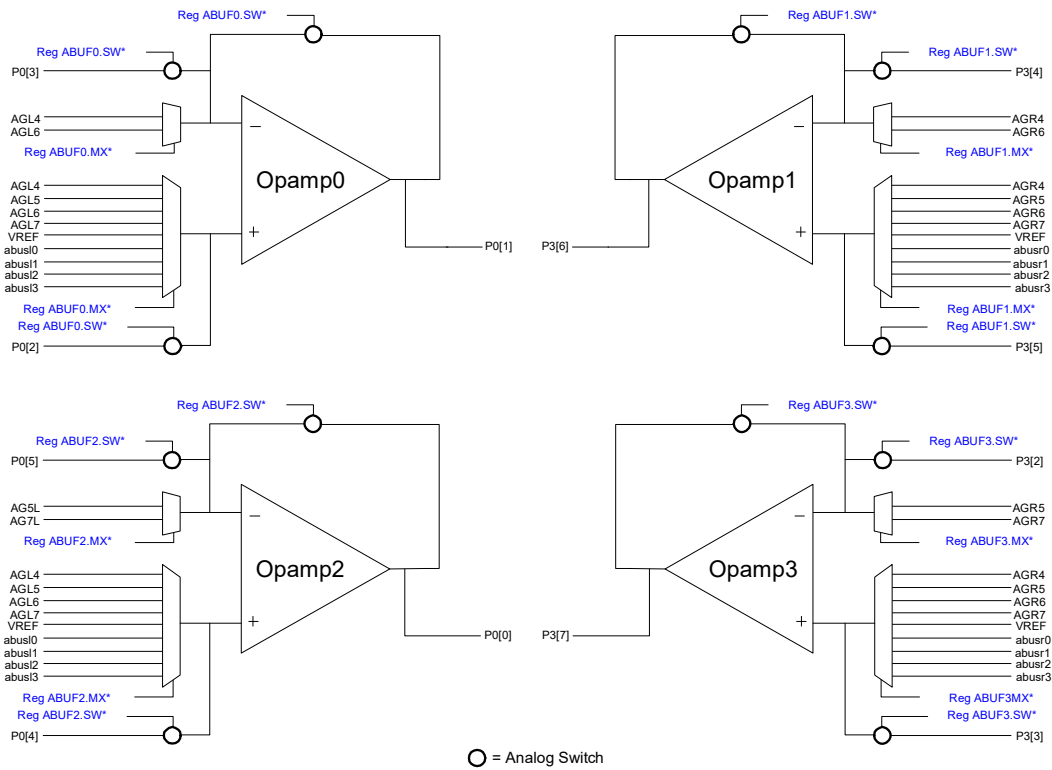 Reg ABUF0.SW*
Reg ABUF0.SW*
P0[3]
AGL4
AGL6
Reg ABUF0.MX*
AGL4
AGL5
AGL6
AGL7
VREF
abusl0
abusl1
abusl2
abusl3
Reg ABUF0.MX*
Reg ABUF0.SW*
P0[2]
Opamp0
P0[1]
Reg ABUF1.SW*
Reg ABUF1.SW*
P3[4]
AGR4
AGR6
Reg ABUF1.MX*
AGR4
AGR5
AGR6
AGR7
VREF
abusr0
abusr1
abusr2
abusr3
Reg ABUF1.MX*
Reg ABUF1.SW*
P3[5]
Opamp1
P3[6]
Reg ABUF2.SW*
Reg ABUF2.SW*
P0[5]
AG5L
AG7L
Reg ABUF2.MX*
AGL4
AGL5
AGL6
AGL7
VREF
abusl0
abusl1
abusl2
abusl3
Reg ABUF2.MX*
Reg ABUF2.SW*
P0[4]
Opamp2
P0[0]
Reg ABUF3.SW*
Reg ABUF3.SW*
P3[2]
AGR5
AGR7
Reg ABUF3.MX*
AGR4
AGR5
AGR6
AGR7
VREF
abusr0
abusr1
abusr2
abusr3
Reg ABUF3MX*
Reg ABUF3.SW*
P3[3]
Opamp3
P3[7]
= Analog Switch